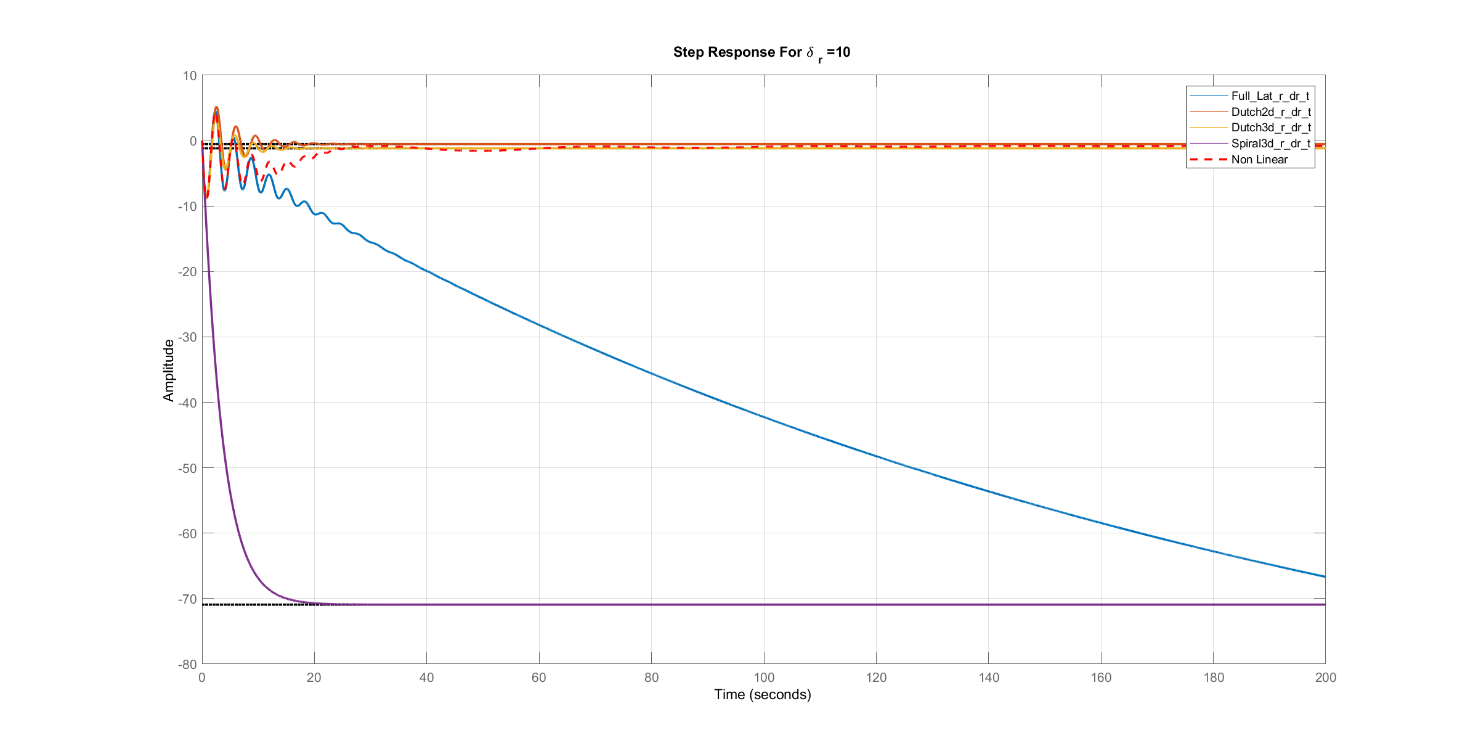 Step Response For δ r =10
10
0
-10
-20
-30
-40
-50
-60
-70
-80
Amplitude
Full_Lat_r_dr_t
Dutch2d_r_dr_t
Dutch3d_r_dr_t
Spiral3d_r_dr_t
Non Linear
0 20 40 60 80 100 120 140 160 180 200
Time (seconds)